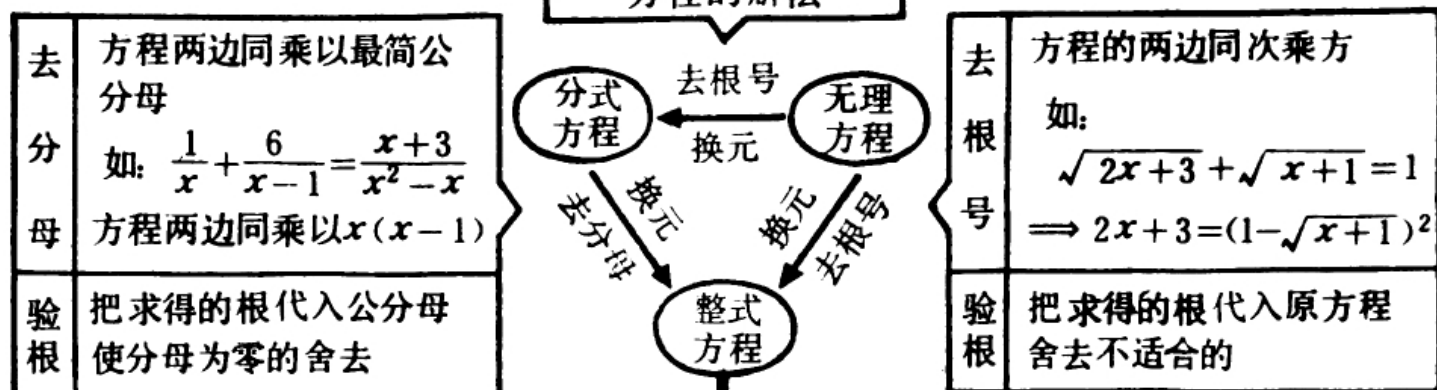 方程的解法
去分母
方程两边同乘以最简公
分母
如: 1/x + 6/(x−1) = (x+3)/(x²−x)
方程两边同乘以x(x−1)
验根
把求得的根代入公分母
使分母为零的舍去
分式
方程
去根号
换元
无理
方程
换元
去分母
换元
去根号
整式
方程
去根号
方程的两边同次乘方
如:
√(2x+3) + √(x+1) = 1
⟹ 2x+3=(1−√(x+1))²
验根
把求得的根代入原方程
舍去不适合的